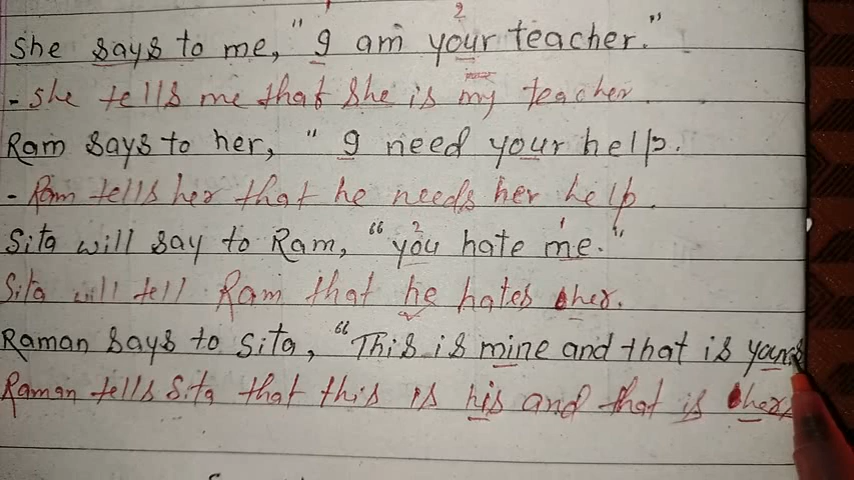 She says to me, "I am your teacher."
- She tells me that she is my teacher.
Ram says to her, "I need your help.
- Ram tells her that he needs her help.
Sita will say to Ram, "you hate me."
Sita will tell Ram that he hates her.
Raman says to Sita, "This is mine and that is yours
Raman tells Sita that this is his and that is hers